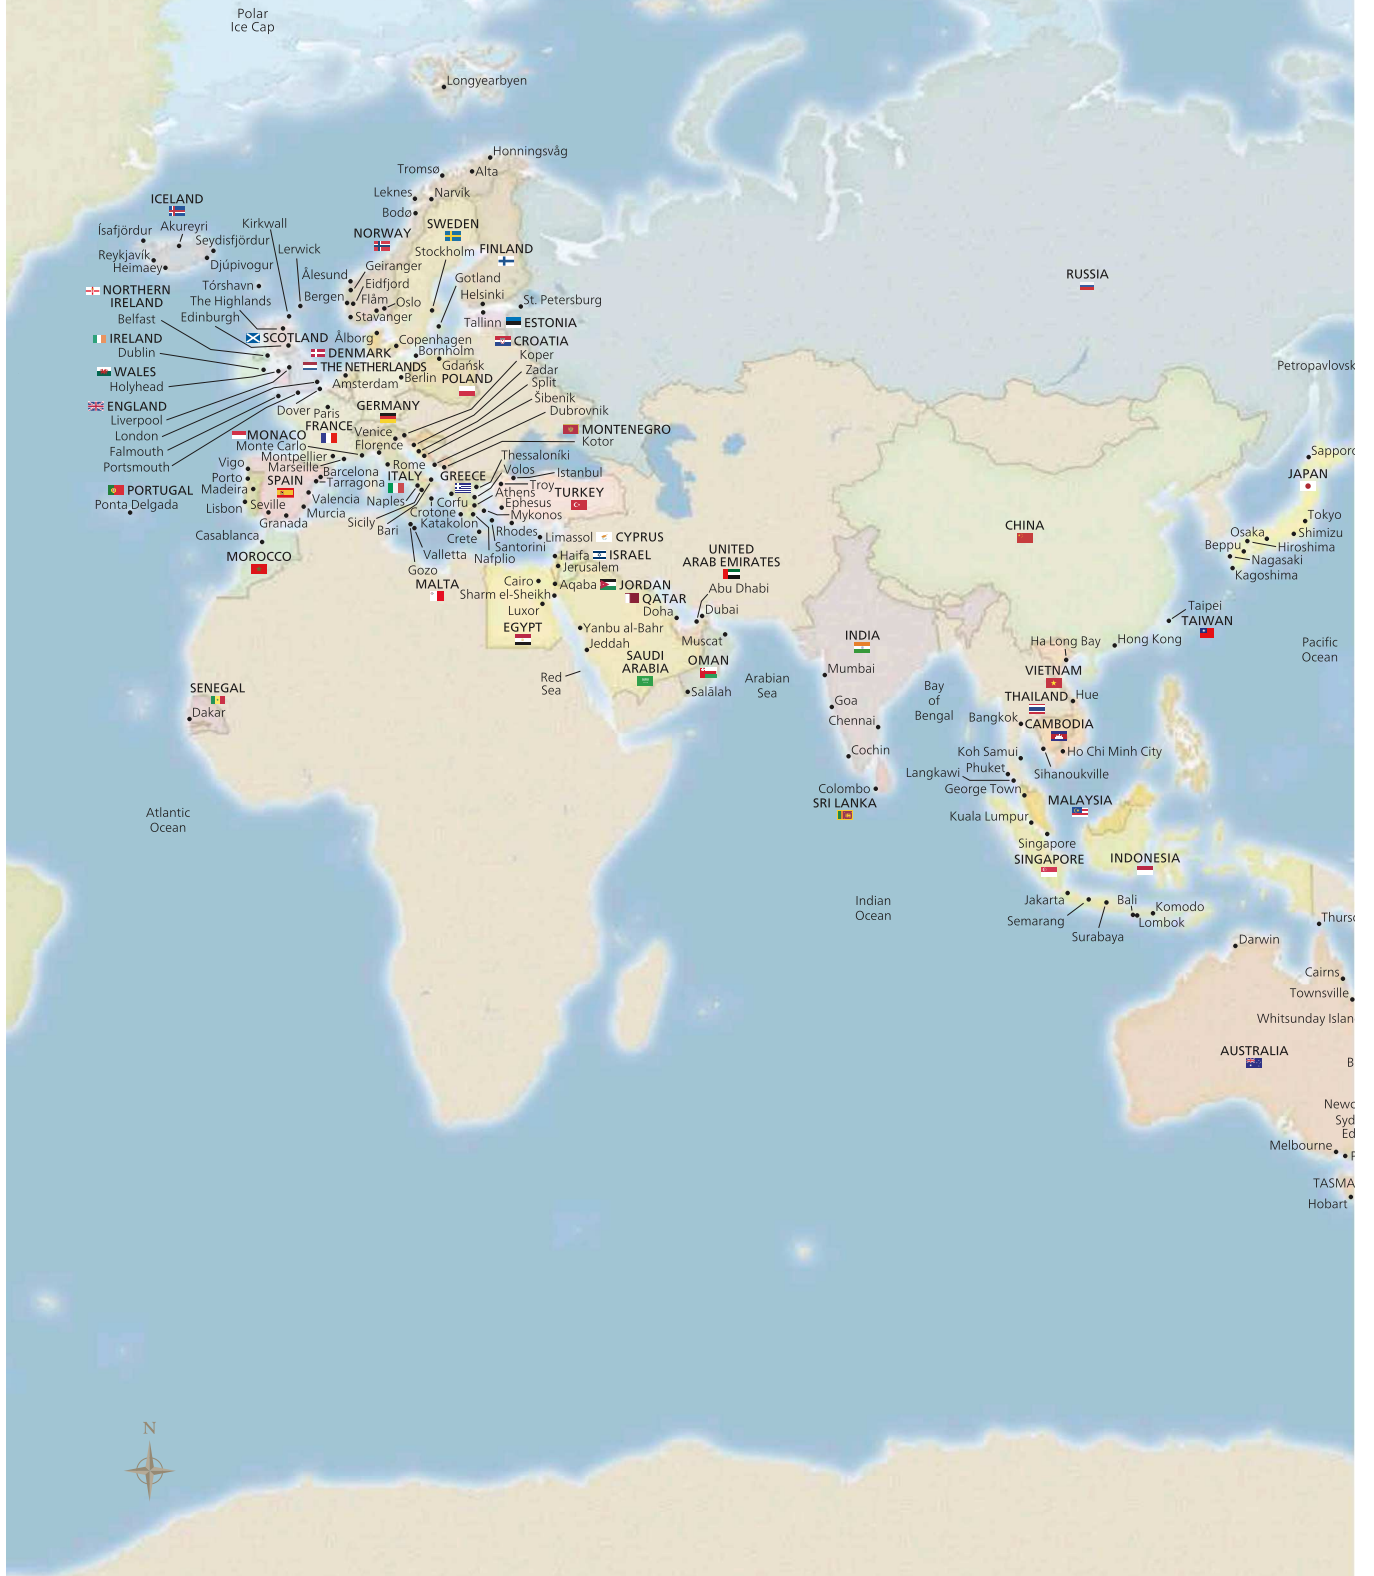 Polar
Ice Cap
Longyearbyen
Honningsvåg
Tromsø
Alta
Leknes
Narvik
Bodø
ICELAND
Ísafjördur
Akureyri
Kirkwall
Seydisfjördur
Reykjavík
Heimaey
Djúpivogur
Lerwick
NORWAY
SWEDEN
Stockholm
FINLAND
Geiranger
Ålesund
Eidfjord
Gotland
Helsinki
Tórshavn
NORTHERN
IRELAND
The Highlands
Bergen
Flåm
Oslo
St. Petersburg
Belfast
Edinburgh
Stavanger
Tallinn
ESTONIA
IRELAND
SCOTLAND
Ålborg
Copenhagen
CROATIA
Dublin
DENMARK
Bornholm
Koper
THE NETHERLANDS
Gdańsk
Zadar
WALES
Amsterdam
Berlin
POLAND
Split
Holyhead
Šibenik
ENGLAND
Dover
Paris
GERMANY
Dubrovnik
Liverpool
FRANCE
London
MONACO
Venice
MONTENEGRO
Monte Carlo
Florence
Kotor
Falmouth
Montpellier
Thessaloníki
Portsmouth
Vigo
Marseille
Barcelona
Rome
Volos
Istanbul
Porto
SPAIN
Tarragona
ITALY
GREECE
Troy
Madeira
PORTUGAL
Valencia
Naples
Athens
TURKEY
Ponta Delgada
Lisbon
Seville
Corfu
Ephesus
Murcia
Crotone
Mykonos
Granada
Sicily
Katakolon
Casablanca
Bari
Crete
Rhodes
Limassol
CYPRUS
Santorini
Valletta
Nafplio
MOROCCO
Gozo
Haifa
ISRAEL
Jerusalem
MALTA
Cairo
Aqaba
JORDAN
Sharm el-Sheikh
QATAR
Luxor
Doha
UNITED
ARAB EMIRATES
Abu Dhabi
Dubai
EGYPT
Yanbu al-Bahr
Jeddah
Muscat
SAUDI
ARABIA
OMAN
Red
Sea
Salālah
Arabian
Sea
SENEGAL
Dakar
Atlantic
Ocean
RUSSIA
Petropavlovsk
Sapporo
JAPAN
CHINA
Tokyo
Osaka
Shimizu
Beppu
Hiroshima
Nagasaki
Kagoshima
Taipei
TAIWAN
INDIA
Ha Long Bay
Hong Kong
Pacific
Ocean
Mumbai
VIETNAM
Bay
of
Bengal
THAILAND
Hue
Goa
Chennai
Bangkok
CAMBODIA
Cochin
Koh Samui
Ho Chi Minh City
Phuket
Sihanoukville
Langkawi
Colombo
SRI LANKA
George Town
MALAYSIA
Kuala Lumpur
Singapore
SINGAPORE
INDONESIA
Indian
Ocean
Jakarta
Bali
Komodo
Semarang
Lombok
Surabaya
Thursd
Darwin
Cairns
Townsville
Whitsunday Islan
AUSTRALIA
B
Newc
Syd
Ed
Melbourne
TASMA
Hobart
N